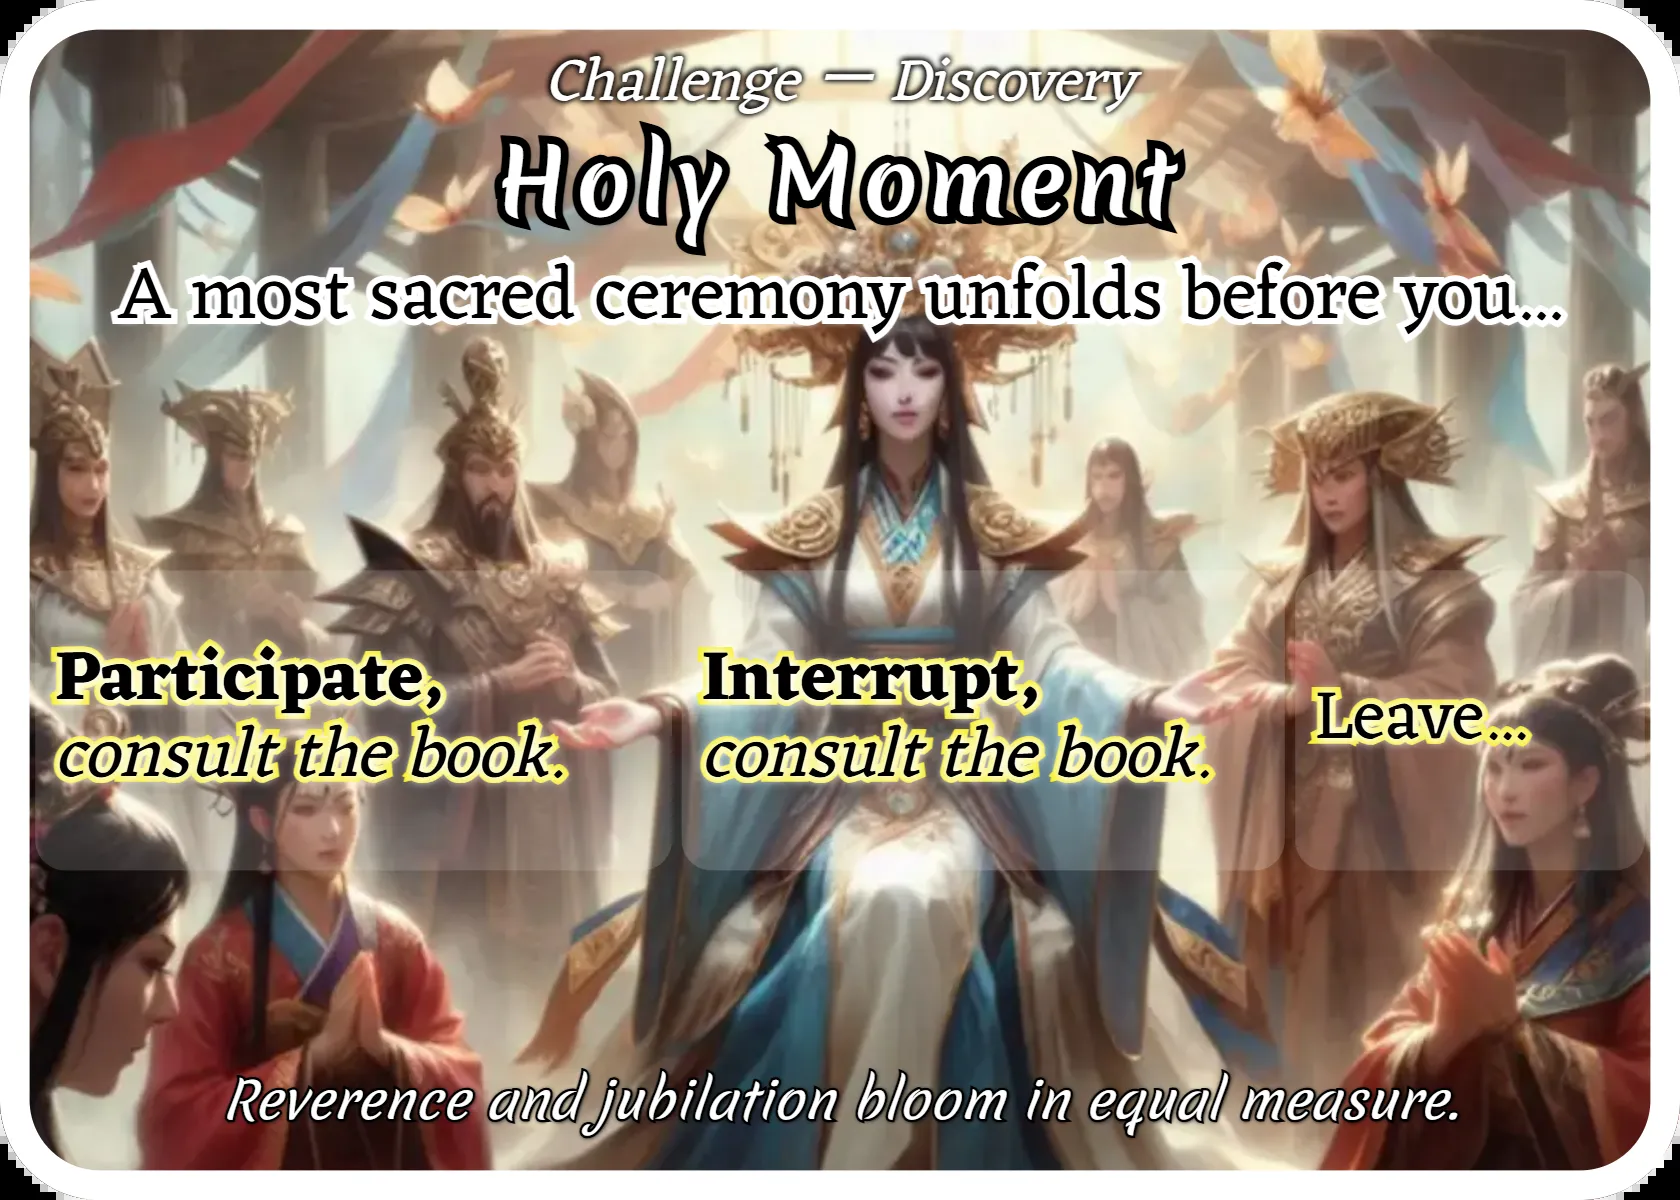 Challenge — Discovery
Holy Moment
A most sacred ceremony unfolds before you...
Participate,
consult the book.
Interrupt,
consult the book.
Leave...
Reverence and jubilation bloom in equal measure.